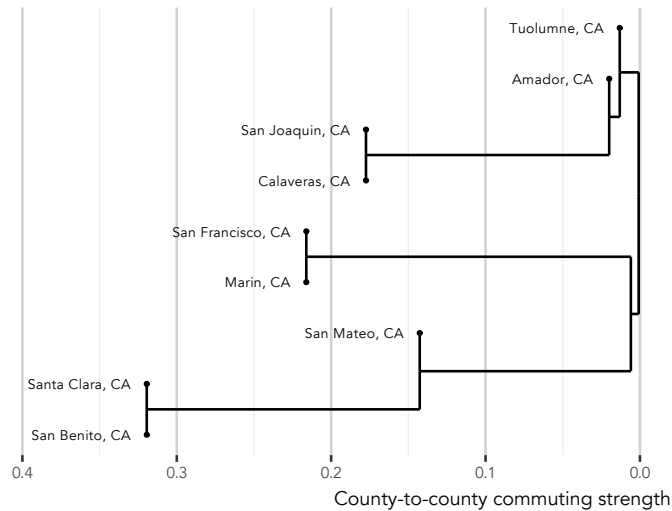 Tuolumne, CA
Amador, CA
San Joaquin, CA
Calaveras, CA
San Francisco, CA
Marin, CA
San Mateo, CA
Santa Clara, CA
San Benito, CA
0.4 0.3 0.2 0.1 0.0
County-to-county commuting strength